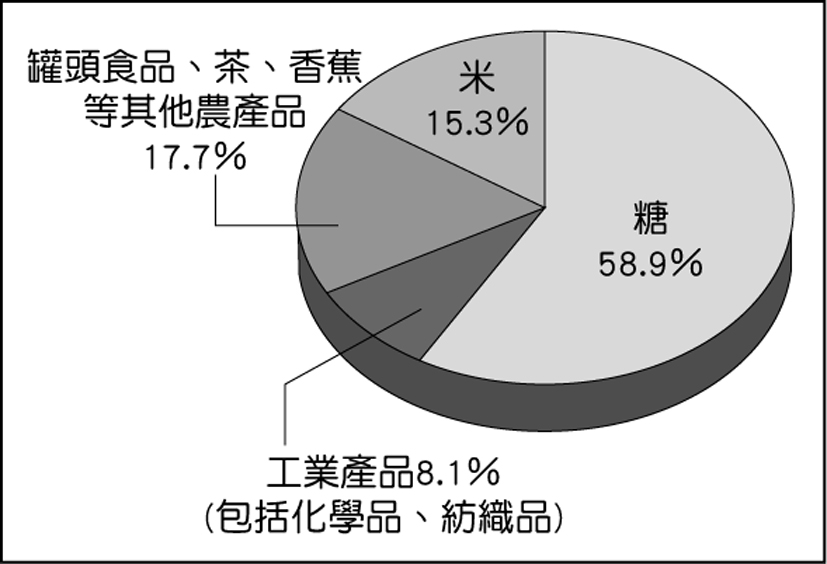 罐頭食品、茶、香蕉
等其他農產品
17.7%
米
15.3%
糖
58.9%
工業產品8.1%
(包括化學品、紡織品)